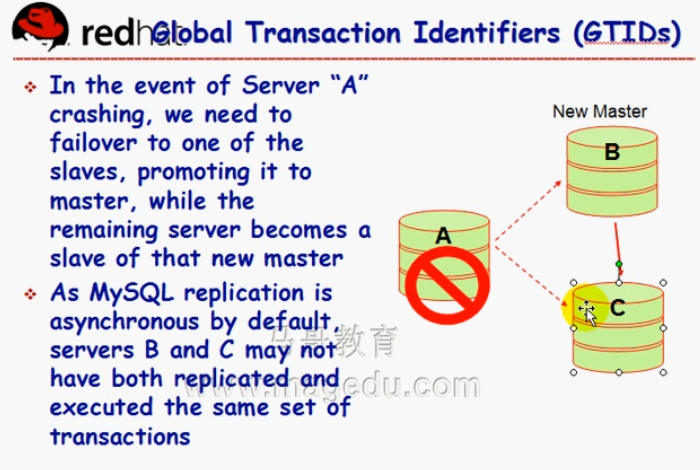 redhat
Global Transaction Identifiers (GTIDs)
In the event of Server “A”
crashing, we need to
failover to one of the
slaves, promoting it to
master, while the
remaining server becomes a
slave of that new master
As MySQL replication is
asynchronous by default,
servers B and C may not
have both replicated and
executed the same set of
transactions
New Master
B
A
C
马哥教育
www.magedu.com